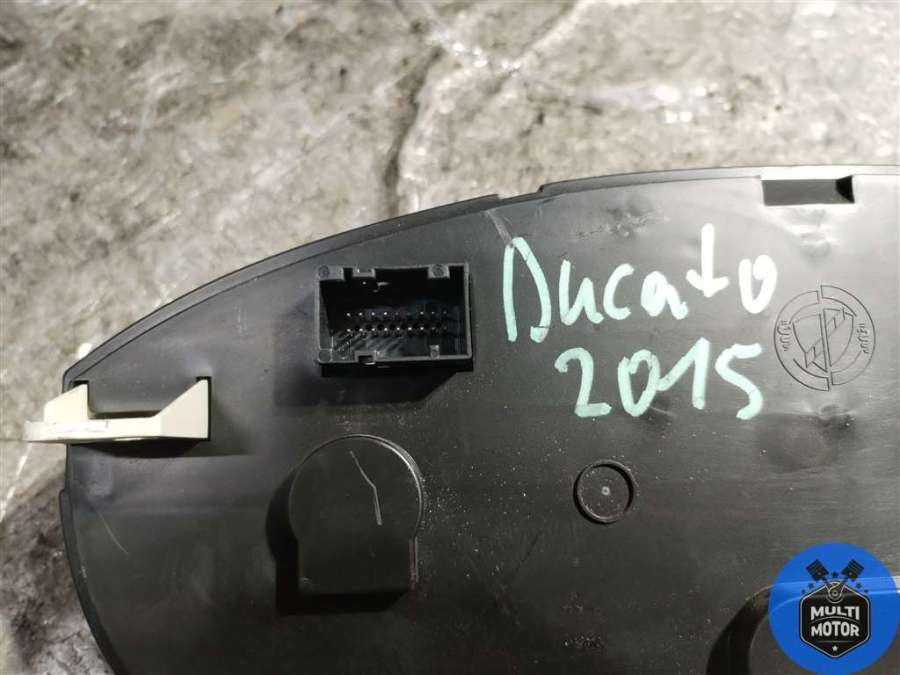 Ducato
2015
MULTI
MOTOR